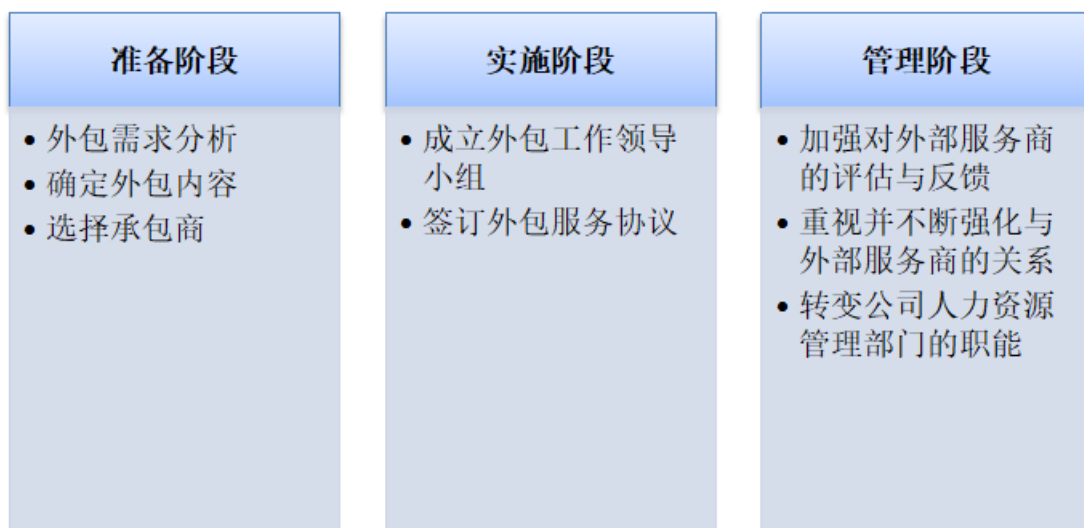 准备阶段
• 外包需求分析
• 确定外包内容
• 选择承包商
实施阶段
• 成立外包工作领导
小组
• 签订外包服务协议
管理阶段
• 加强对外部服务商
的评估与反馈
• 重视并不断强化与
外部服务商的关系
• 转变公司人力资源
管理部门的职能